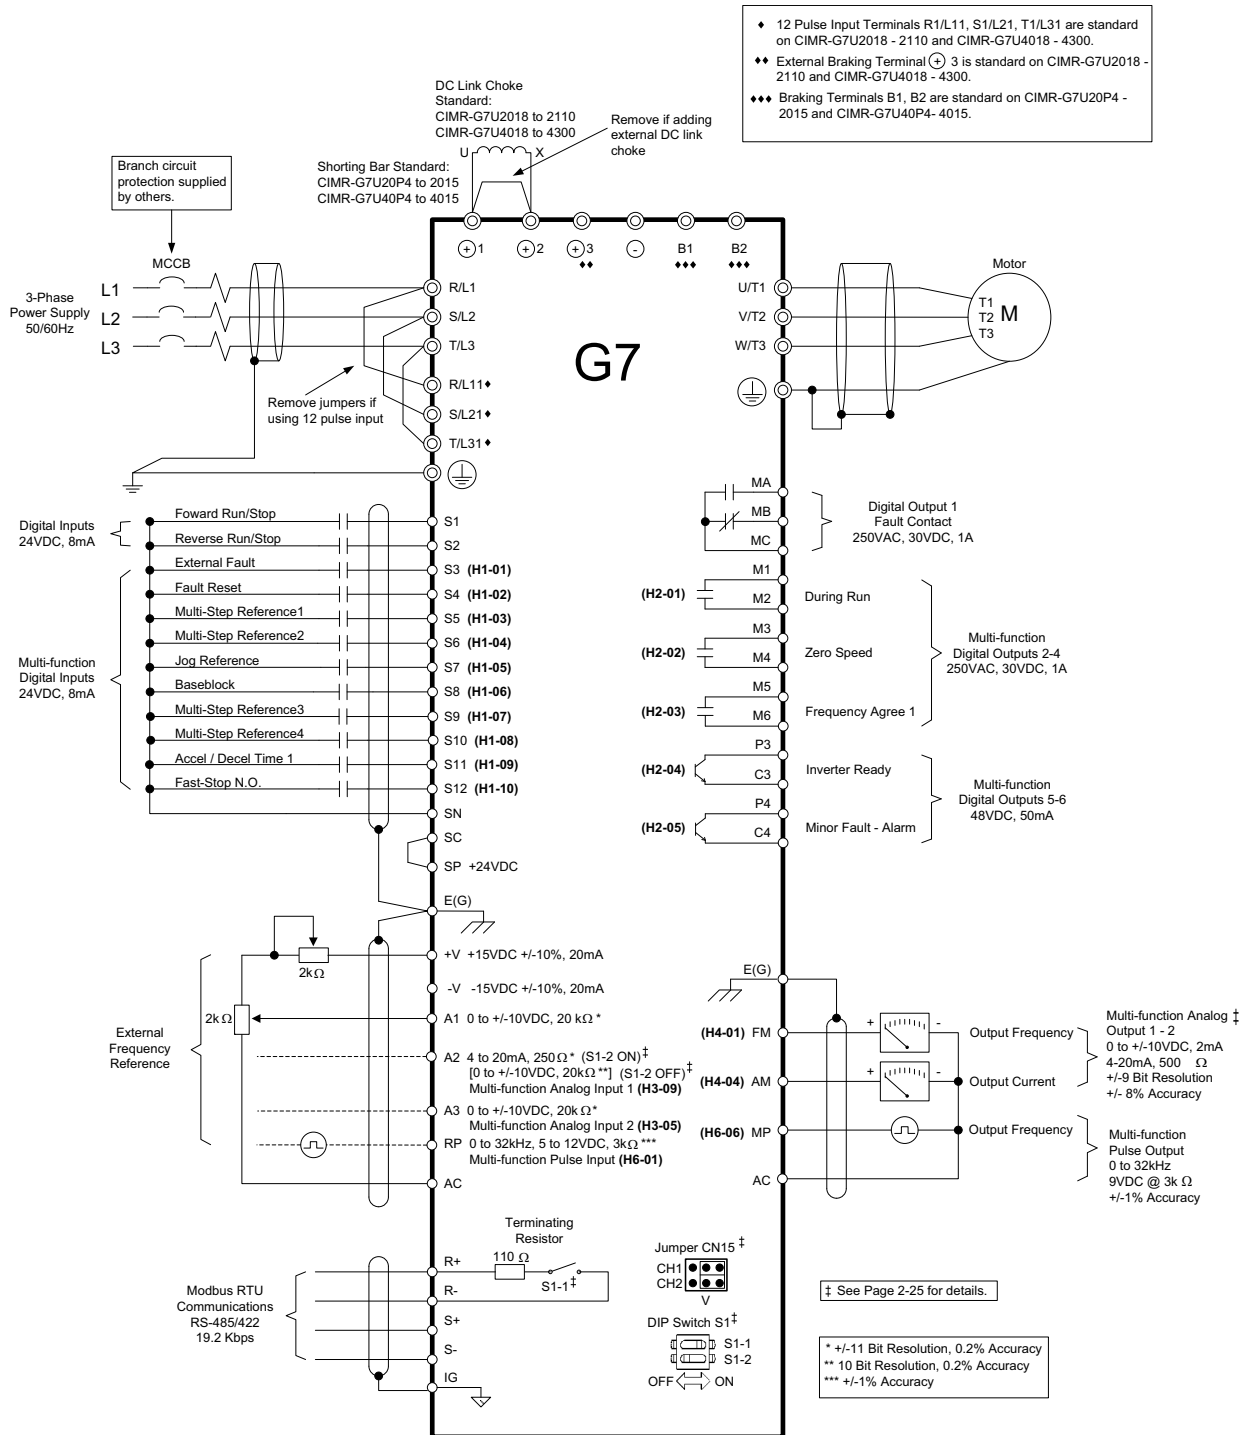 ♦ 12 Pulse Input Terminals R1/L11, S1/L21, T1/L31 are standard
on CIMR-G7U2018 - 2110 and CIMR-G7U4018 - 4300.
♦♦ External Braking Terminal (+) 3 is standard on CIMR-G7U2018 -
2110 and CIMR-G7U4018 - 4300.
♦♦♦ Braking Terminals B1, B2 are standard on CIMR-G7U20P4 -
2015 and CIMR-G7U40P4- 4015.
DC Link Choke
Standard:
CIMR-G7U2018 to 2110
CIMR-G7U4018 to 4300
Remove if adding
external DC link
choke
U X
Shorting Bar Standard:
CIMR-G7U20P4 to 2015
CIMR-G7U40P4 to 4015
Branch circuit
protection supplied
by others.
MCCB
3-Phase
Power Supply
50/60Hz
L1
L2
L3
+ 1
+ 2
+ 3
♦♦
-
B1
♦♦♦
B2
♦♦♦
R/L1
S/L2
T/L3
R/L11♦
S/L21♦
T/L31♦
Remove jumpers if
using 12 pulse input
G7
U/T1
V/T2
W/T3
Motor
T1
T2
T3
M
Digital Inputs
24VDC, 8mA
Multi-function
Digital Inputs
24VDC, 8mA
Foward Run/Stop S1
Reverse Run/Stop S2
External Fault S3 (H1-01)
Fault Reset S4 (H1-02)
Multi-Step Reference1 S5 (H1-03)
Multi-Step Reference2 S6 (H1-04)
Jog Reference S7 (H1-05)
Baseblock S8 (H1-06)
Multi-Step Reference3 S9 (H1-07)
Multi-Step Reference4 S10 (H1-08)
Accel / Decel Time 1 S11 (H1-09)
Fast-Stop N.O. S12 (H1-10)
SN
SC
SP +24VDC
E(G)
MA
MB
MC
Digital Output 1
Fault Contact
250VAC, 30VDC, 1A
M1
(H2-01) M2 During Run
M3
(H2-02) M4 Zero Speed
M5
(H2-03) M6 Frequency Agree 1
Multi-function
Digital Outputs 2-4
250VAC, 30VDC, 1A
P3
(H2-04) C3 Inverter Ready
P4
(H2-05) C4 Minor Fault - Alarm
Multi-function
Digital Outputs 5-6
48VDC, 50mA
External
Frequency
Reference
2kΩ
2kΩ
+V +15VDC +/-10%, 20mA
-V -15VDC +/-10%, 20mA
A1 0 to +/-10VDC, 20 kΩ *
A2 4 to 20mA, 250Ω * (S1-2 ON) ‡
[0 to +/-10VDC, 20kΩ **] (S1-2 OFF) ‡
Multi-function Analog Input 1 (H3-09)
A3 0 to +/-10VDC, 20kΩ *
Multi-function Analog Input 2 (H3-05)
RP 0 to 32kHz, 5 to 12VDC, 3kΩ ***
Multi-function Pulse Input (H6-01)
AC
E(G)
(H4-01) FM + - Output Frequency
(H4-04) AM + - Output Current
(H6-06) MP Output Frequency
AC
Multi-function Analog ‡
Output 1 - 2
0 to +/-10VDC, 2mA
4-20mA, 500 Ω
+/-9 Bit Resolution
+/- 8% Accuracy
Multi-function
Pulse Output
0 to 32kHz
9VDC @ 3k Ω
+/-1% Accuracy
Modbus RTU
Communications
RS-485/422
19.2 Kbps
R+
R-
S+
S-
IG
Terminating
Resistor
110 Ω
S1-1‡
Jumper CN15 ‡
CH1
CH2
V
DIP Switch S1‡
S1-1
S1-2
OFF ON
‡ See Page 2-25 for details.
* +/-11 Bit Resolution, 0.2% Accuracy
** 10 Bit Resolution, 0.2% Accuracy
*** +/-1% Accuracy